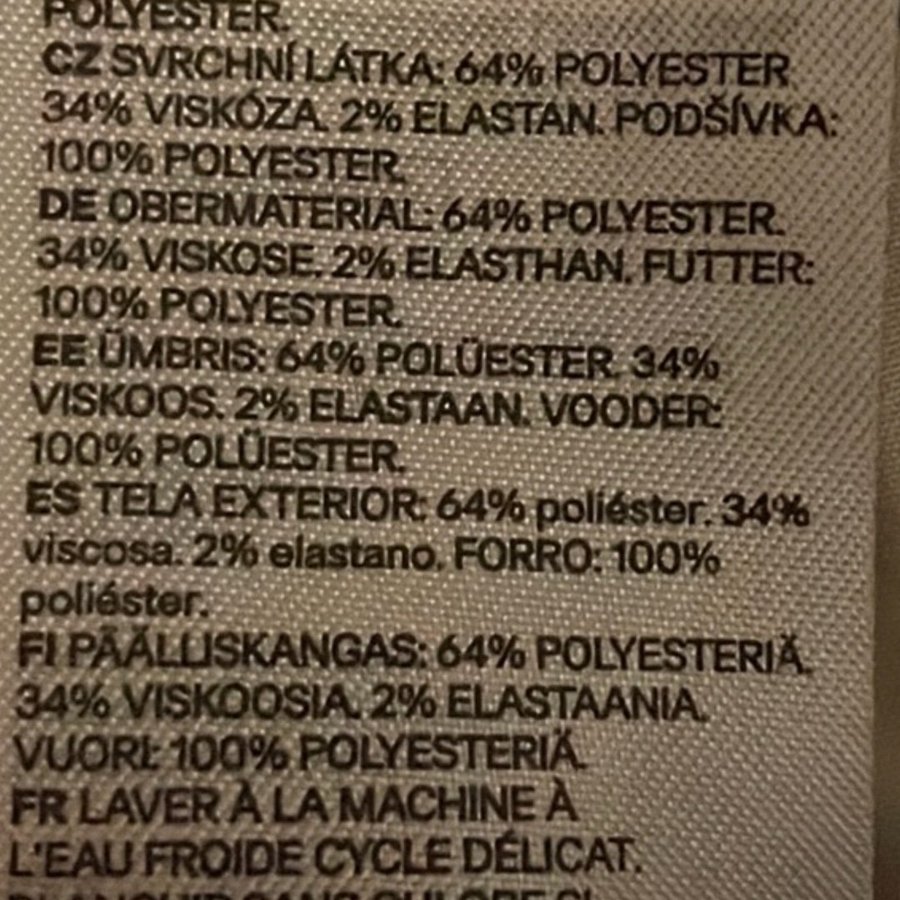 POLYESTER.
CZ SVRCHNÍ LÁTKA: 64% POLYESTER
34% VISKÓZA. 2% ELASTAN. PODŠÍVKA:
100% POLYESTER.
DE OBERMATERIAL: 64% POLYESTER.
34% VISKOSE. 2% ELASTHAN. FUTTER:
100% POLYESTER.
EE ÜMBRIS: 64% POLÜESTER. 34%
VISKOOS. 2% ELASTAAN. VOODER:
100% POLÜESTER.
ES TELA EXTERIOR: 64% poliéster. 34%
viscosa. 2% elastano. FORRO: 100%
poliéster.
FI PÄÄLLISKANGAS: 64% POLYESTERIÄ.
34% VISKOOSIA. 2% ELASTAANIA.
VUORI: 100% POLYESTERIÄ.
FR LAVER À LA MACHINE À
L'EAU FROIDE CYCLE DÉLICAT.